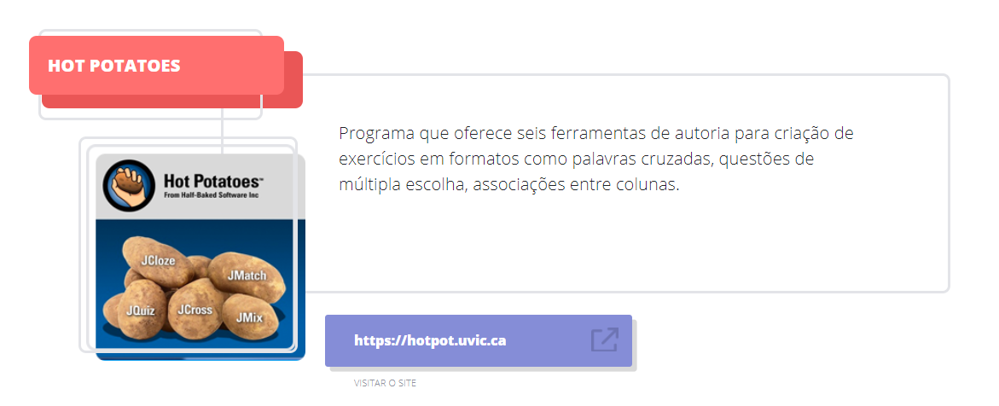 HOT POTATOES
Programa que oferece seis ferramentas de autoria para criação de
exercícios em formatos como palavras cruzadas, questões de
múltipla escolha, associações entre colunas.
Hot Potatoes™
From Half-Baked Software Inc
JCloze
JMatch
JQuiz
JCross
JMix
https://hotpot.uvic.ca
VISITAR O SITE